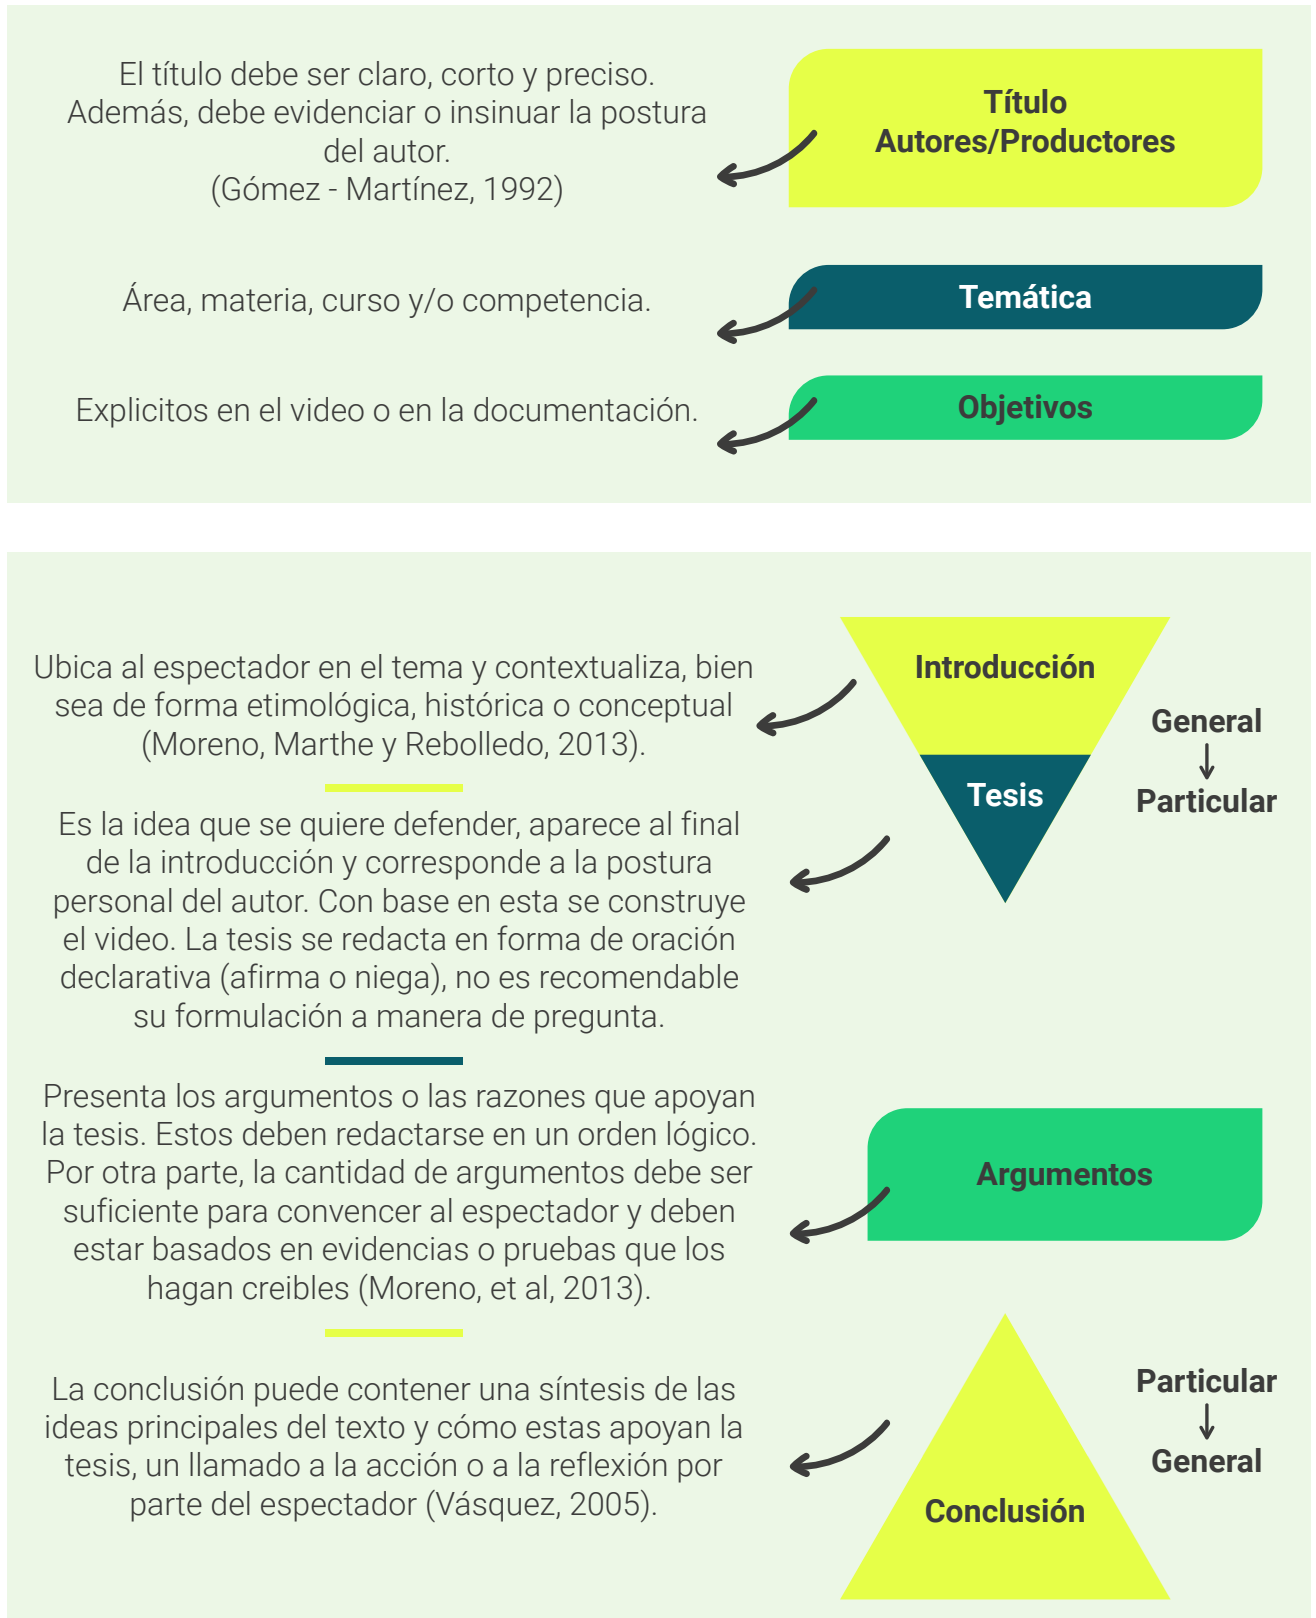 El título debe ser claro, corto y preciso.
Además, debe evidenciar o insinuar la postura
del autor.
(Gómez - Martínez, 1992)
Título
Autores/Productores
Área, materia, curso y/o competencia.
Temática
Explicitos en el video o en la documentación.
Objetivos
Ubica al espectador en el tema y contextualiza, bien
sea de forma etimológica, histórica o conceptual
(Moreno, Marthe y Rebolledo, 2013).
Introducción
General
↓
Particular
Tesis
Es la idea que se quiere defender, aparece al final
de la introducción y corresponde a la postura
personal del autor. Con base en esta se construye
el video. La tesis se redacta en forma de oración
declarativa (afirma o niega), no es recomendable
su formulación a manera de pregunta.
Presenta los argumentos o las razones que apoyan
la tesis. Estos deben redactarse en un orden lógico.
Por otra parte, la cantidad de argumentos debe ser
suficiente para convencer al espectador y deben
estar basados en evidencias o pruebas que los
hagan creibles (Moreno, et al, 2013).
Argumentos
La conclusión puede contener una síntesis de las
ideas principales del texto y cómo estas apoyan la
tesis, un llamado a la acción o a la reflexión por
parte del espectador (Vásquez, 2005).
Particular
↓
General
Conclusión